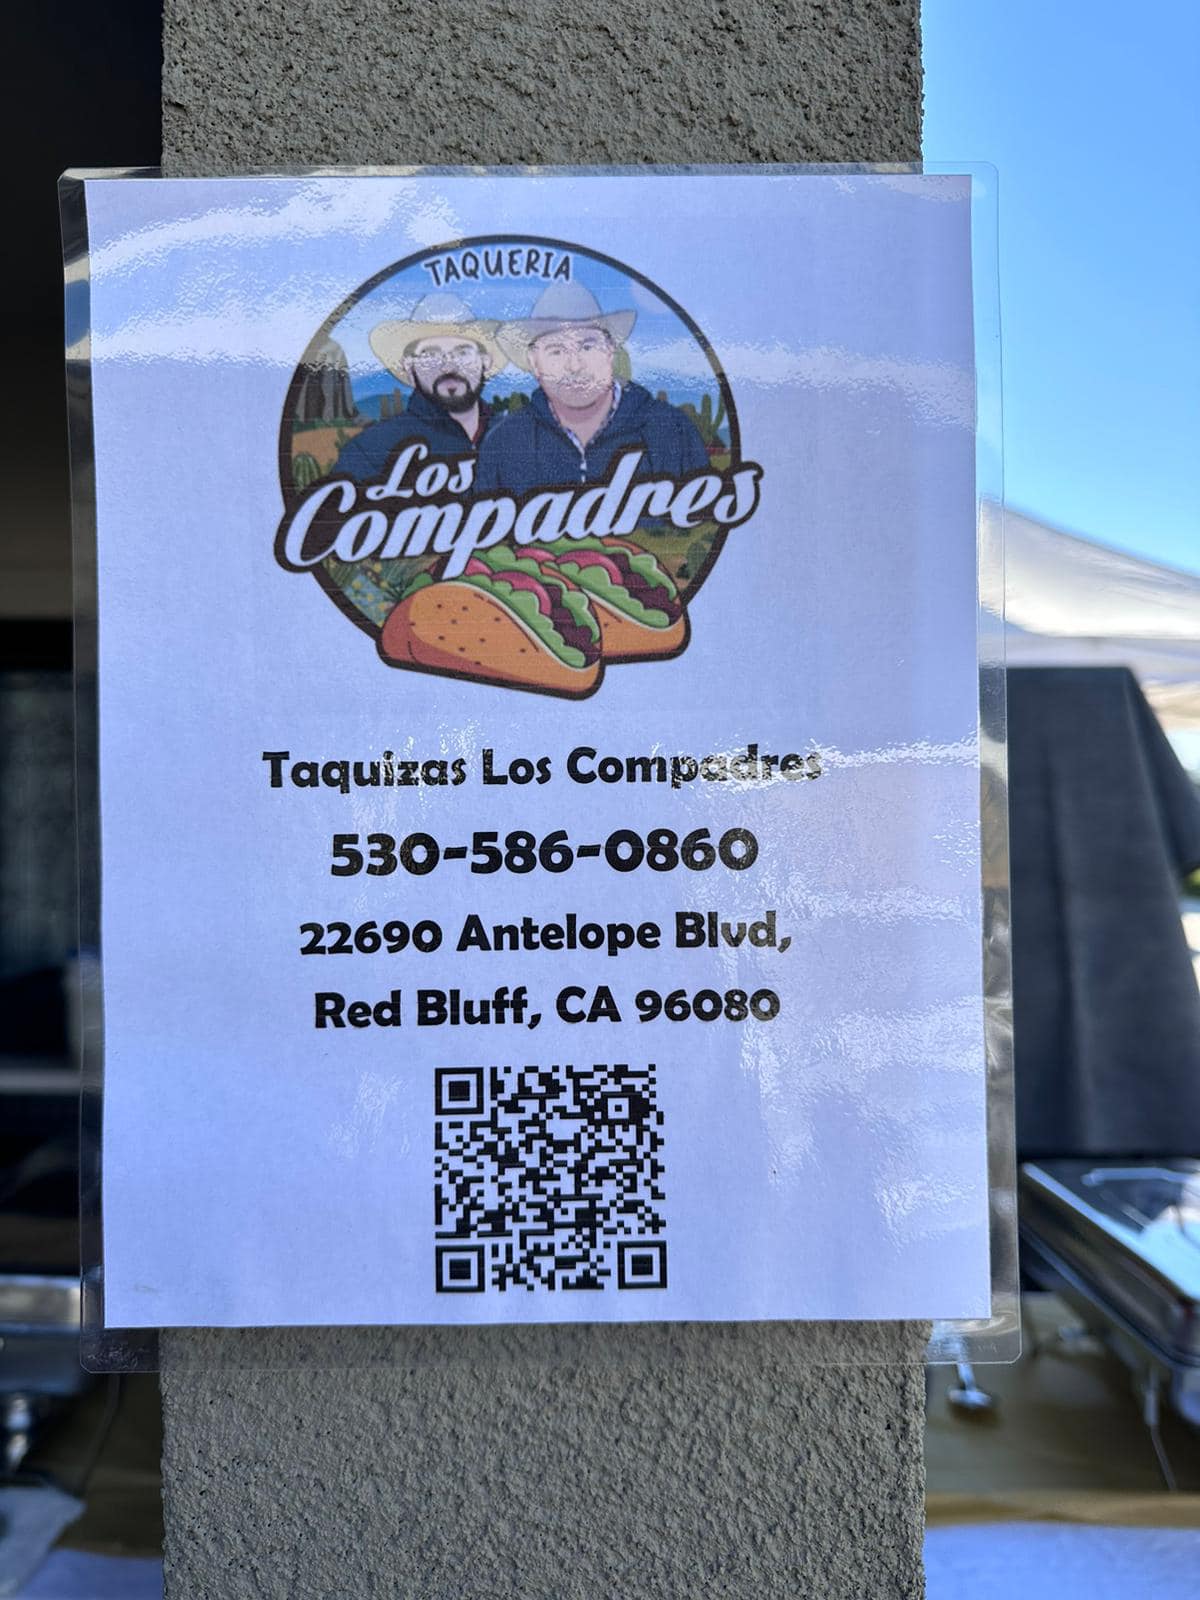 TAQUERIA
Los
Compadres
Taquizas Los Compadres
530-586-0860
22690 Antelope Blvd,
Red Bluff, CA 96080